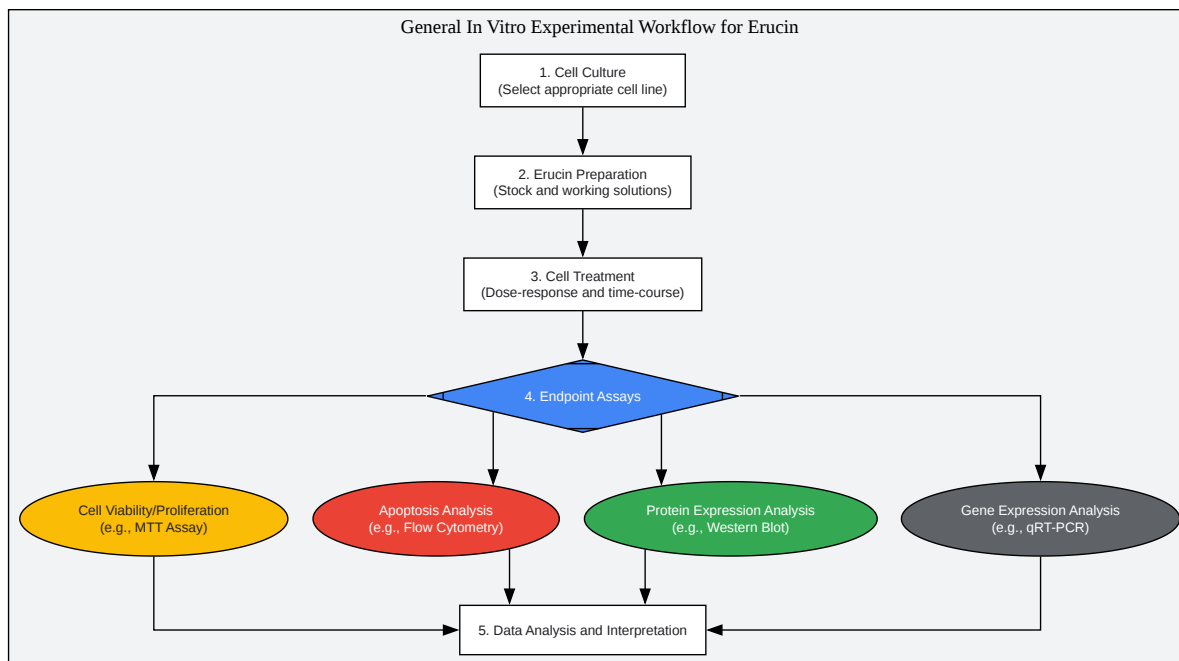 General In Vitro Experimental Workflow for Erucin
1. Cell Culture
(Select appropriate cell line)
2. Erucin Preparation
(Stock and working solutions)
3. Cell Treatment
(Dose-response and time-course)
4. Endpoint Assays
Cell Viability/Proliferation
(e.g., MTT Assay)
Apoptosis Analysis
(e.g., Flow Cytometry)
Protein Expression Analysis
(e.g., Western Blot)
Gene Expression Analysis
(e.g., qRT-PCR)
5. Data Analysis and Interpretation